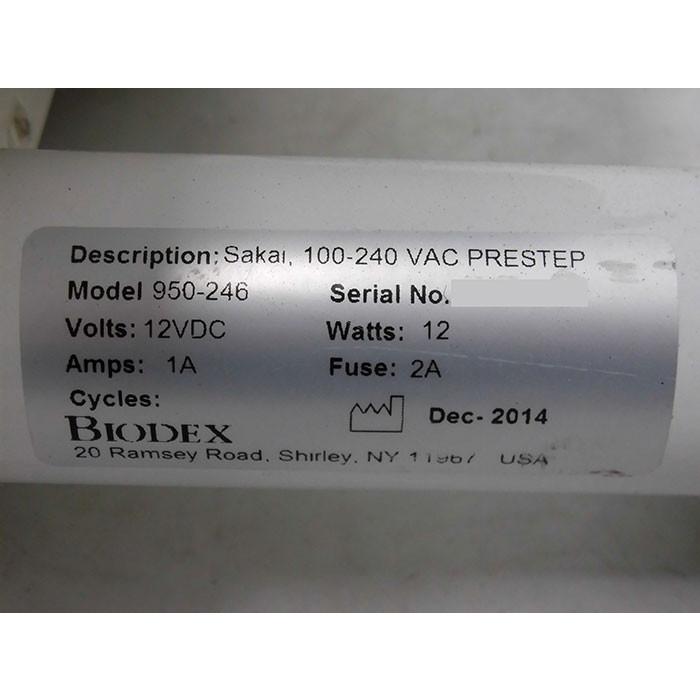 Description: Sakai, 100-240 VAC PRESTEP
Model 950-246 Serial No.
Volts: 12VDC Watts: 12
Amps: 1A Fuse: 2A
Cycles:
Dec- 2014
BIODEX
20 Ramsey Road, Shirley, NY 11967 USA